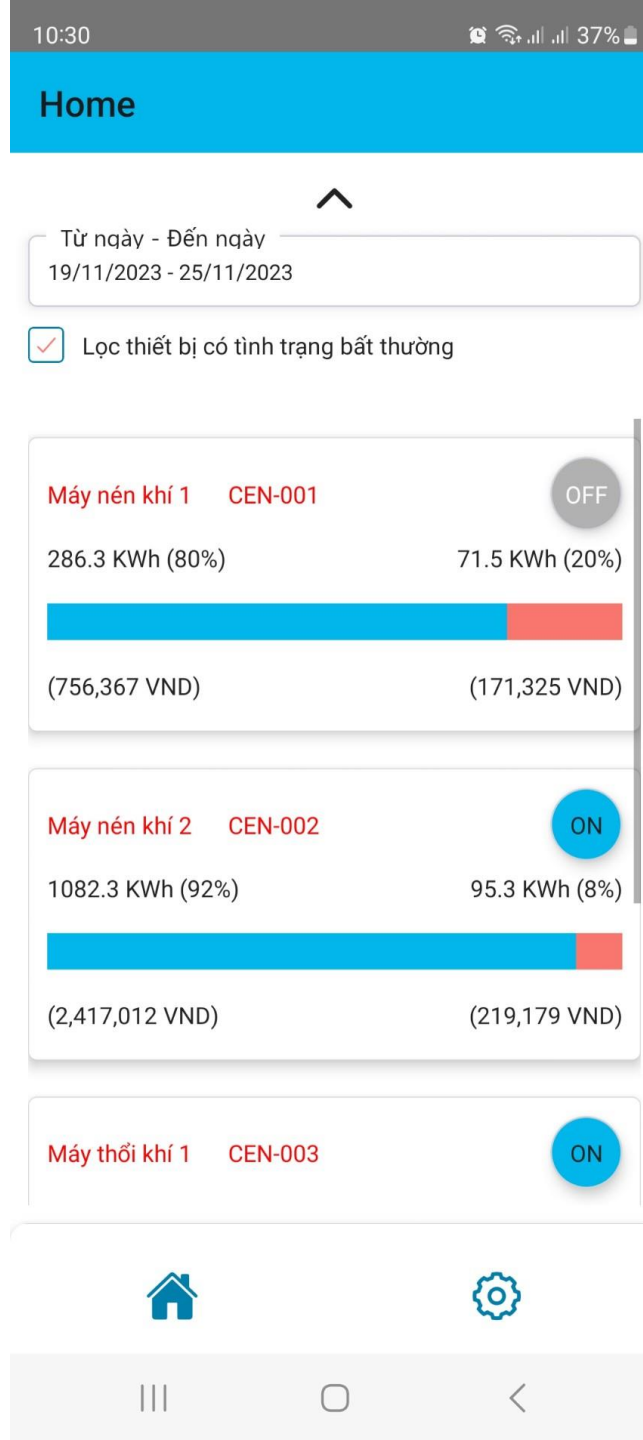 10:30 37%
Home
Từ ngày - Đến ngày
19/11/2023 - 25/11/2023
Lọc thiết bị có tình trạng bất thường
Máy nén khí 1 CEN-001 OFF
286.3 KWh (80%) 71.5 KWh (20%)
(756,367 VND) (171,325 VND)
Máy nén khí 2 CEN-002 ON
1082.3 KWh (92%) 95.3 KWh (8%)
(2,417,012 VND) (219,179 VND)
Máy thổi khí 1 CEN-003 ON